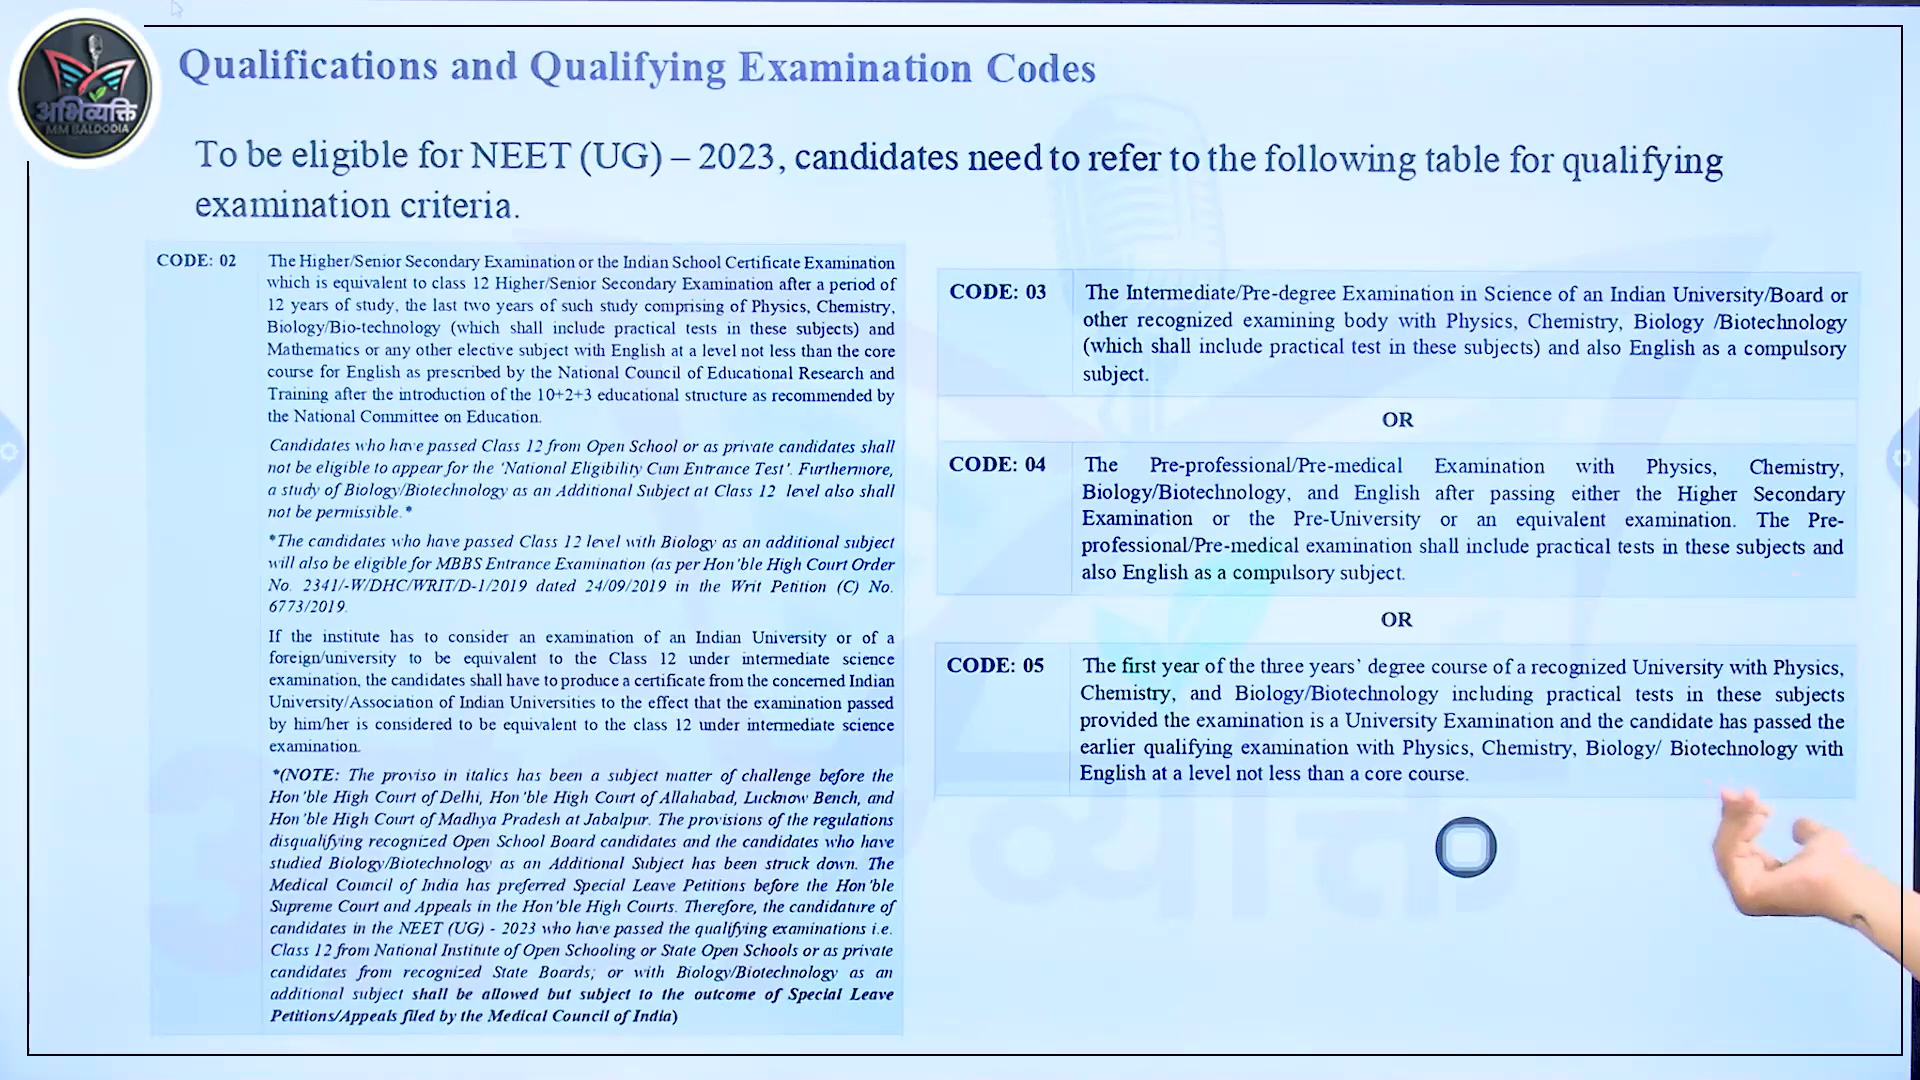 अभिव्यक्ति
MM BALDODIA
Qualifications and Qualifying Examination Codes
To be eligible for NEET (UG) – 2023, candidates need to refer to the following table for qualifying
examination criteria.
CODE: 02
The Higher/Senior Secondary Examination or the Indian School Certificate Examination
which is equivalent to class 12 Higher/Senior Secondary Examination after a period of
12 years of study, the last two years of such study comprising of Physics, Chemistry,
Biology/Bio-technology (which shall include practical tests in these subjects) and
Mathematics or any other elective subject with English at a level not less than the core
course for English as prescribed by the National Council of Educational Research and
Training after the introduction of the 10+2+3 educational structure as recommended by
the National Committee on Education.
Candidates who have passed Class 12 from Open School or as private candidates shall
not be eligible to appear for the 'National Eligibility Cum Entrance Test'. Furthermore,
a study of Biology/Biotechnology as an Additional Subject at Class 12 level also shall
not be permissible.*
*The candidates who have passed Class 12 level with Biology as an additional subject
will also be eligible for MBBS Entrance Examination (as per Hon'ble High Court Order
No. 2341/-W/DHC/WRIT/D-1/2019 dated 24/09/2019 in the Writ Petition (C) No.
6773/2019.
If the institute has to consider an examination of an Indian University or of a
foreign/university to be equivalent to the Class 12 under intermediate science
examination, the candidates shall have to produce a certificate from the concerned Indian
University/Association of Indian Universities to the effect that the examination passed
by him/her is considered to be equivalent to the class 12 under intermediate science
examination.
*(NOTE: The proviso in italics has been a subject matter of challenge before the
Hon'ble High Court of Delhi, Hon'ble High Court of Allahabad, Lucknow Bench, and
Hon'ble High Court of Madhya Pradesh at Jabalpur. The provisions of the regulations
disqualifying recognized Open School Board candidates and the candidates who have
studied Biology/Biotechnology as an Additional Subject has been struck down. The
Medical Council of India has preferred Special Leave Petitions before the Hon'ble
Supreme Court and Appeals in the Hon'ble High Courts. Therefore, the candidature of
candidates in the NEET (UG) - 2023 who have passed the qualifying examinations i.e.
Class 12 from National Institute of Open Schooling or State Open Schools or as private
candidates from recognized State Boards; or with Biology/Biotechnology as an
additional subject shall be allowed but subject to the outcome of Special Leave
Petitions/Appeals filed by the Medical Council of India)
CODE: 03
The Intermediate/Pre-degree Examination in Science of an Indian University/Board or
other recognized examining body with Physics, Chemistry, Biology /Biotechnology
(which shall include practical test in these subjects) and also English as a compulsory
subject.
OR
CODE: 04
The Pre-professional/Pre-medical Examination with Physics, Chemistry,
Biology/Biotechnology, and English after passing either the Higher Secondary
Examination or the Pre-University or an equivalent examination. The Pre-
professional/Pre-medical examination shall include practical tests in these subjects and
also English as a compulsory subject.
OR
CODE: 05
The first year of the three years' degree course of a recognized University with Physics,
Chemistry, and Biology/Biotechnology including practical tests in these subjects
provided the examination is a University Examination and the candidate has passed the
earlier qualifying examination with Physics, Chemistry, Biology/ Biotechnology with
English at a level not less than a core course.